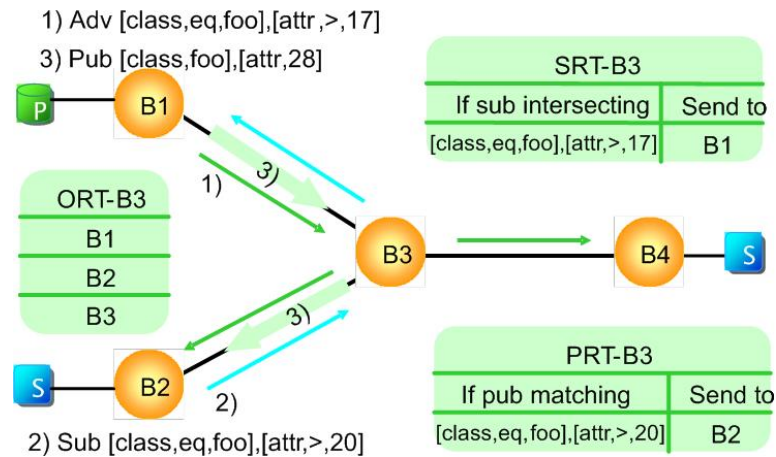 1) Adv [class,eq,foo],[attr,>,17]
3) Pub [class,foo],[attr,28]
P
B1
3)
1)
SRT-B3
If sub intersecting Send to
[class,eq,foo],[attr,>,17] B1
ORT-B3
B1
B2
B3
B3
B4
S
3)
S
B2
2)
2) Sub [class,eq,foo],[attr,>,20]
PRT-B3
If pub matching Send to
[class,eq,foo],[attr,>,20] B2